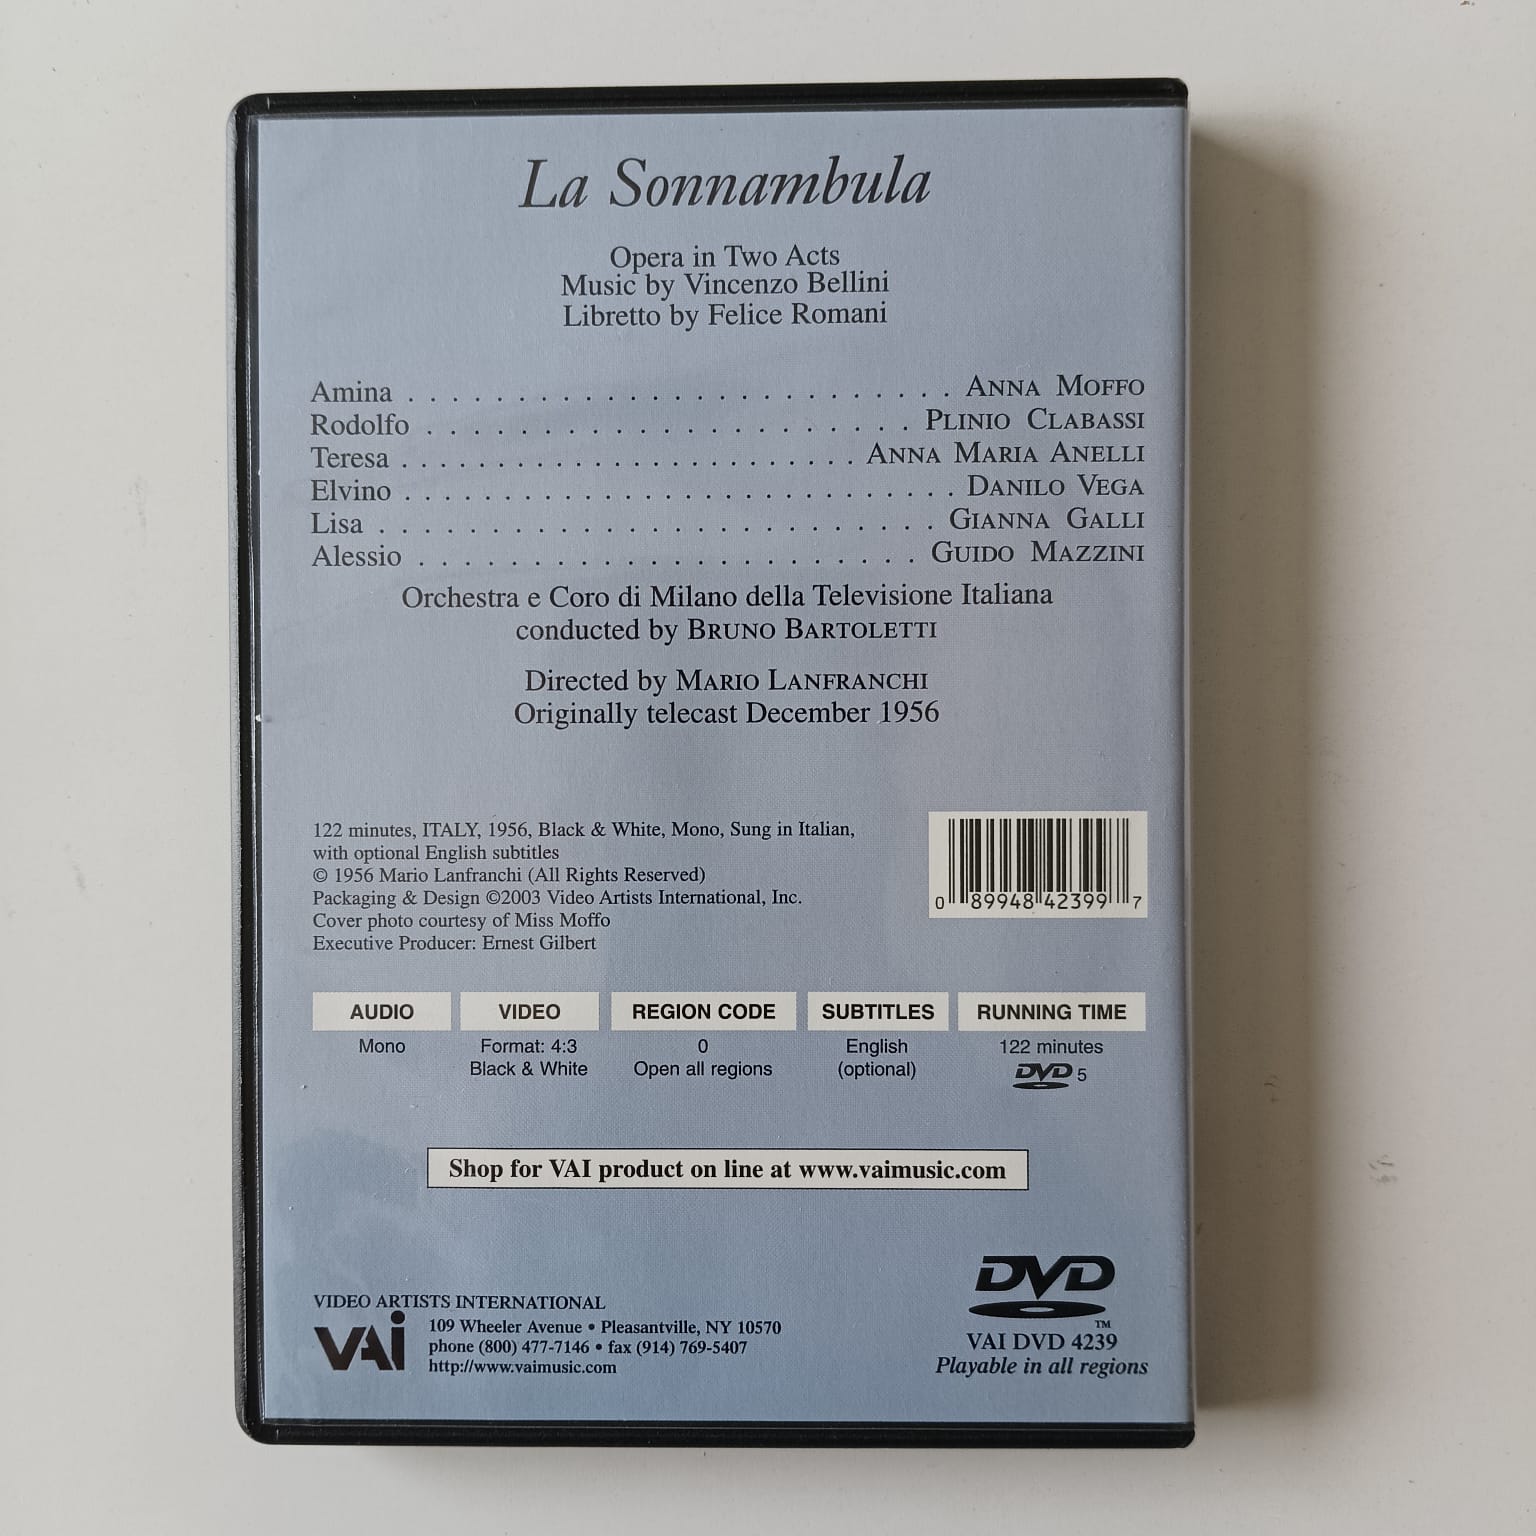 La Sonnambula
Opera in Two Acts
Music by Vincenzo Bellini
Libretto by Felice Romani
Amina . . . . . . . . . . . . . . . . . . . . . . . . . . . . ANNA MOFFO
Rodolfo . . . . . . . . . . . . . . . . . . . . . . . . . PLINIO CLABASSI
Teresa . . . . . . . . . . . . . . . . . . . . . . . ANNA MARIA ANELLI
Elvino . . . . . . . . . . . . . . . . . . . . . . . . . . . . DANILO VEGA
Lisa . . . . . . . . . . . . . . . . . . . . . . . . . . . . GIANNA GALLI
Alessio . . . . . . . . . . . . . . . . . . . . . . . . . GUIDO MAZZINI
Orchestra e Coro di Milano della Televisione Italiana
conducted by BRUNO BARTOLETTI
Directed by MARIO LANFRANCHI
Originally telecast December 1956
122 minutes, ITALY, 1956, Black & White, Mono, Sung in Italian,
with optional English subtitles
© 1956 Mario Lanfranchi (All Rights Reserved)
Packaging & Design ©2003 Video Artists International, Inc.
Cover photo courtesy of Miss Moffo
Executive Producer: Ernest Gilbert
0 89948 42399 7
AUDIO VIDEO REGION CODE SUBTITLES RUNNING TIME
Mono Format: 4:3 0 English 122 minutes
Black & White Open all regions (optional) DVD 5
Shop for VAI product on line at www.vaimusic.com
VIDEO ARTISTS INTERNATIONAL
VAi
109 Wheeler Avenue • Pleasantville, NY 10570
phone (800) 477-7146 • fax (914) 769-5407
http://www.vaimusic.com
DVD
TM
VAI DVD 4239
Playable in all regions